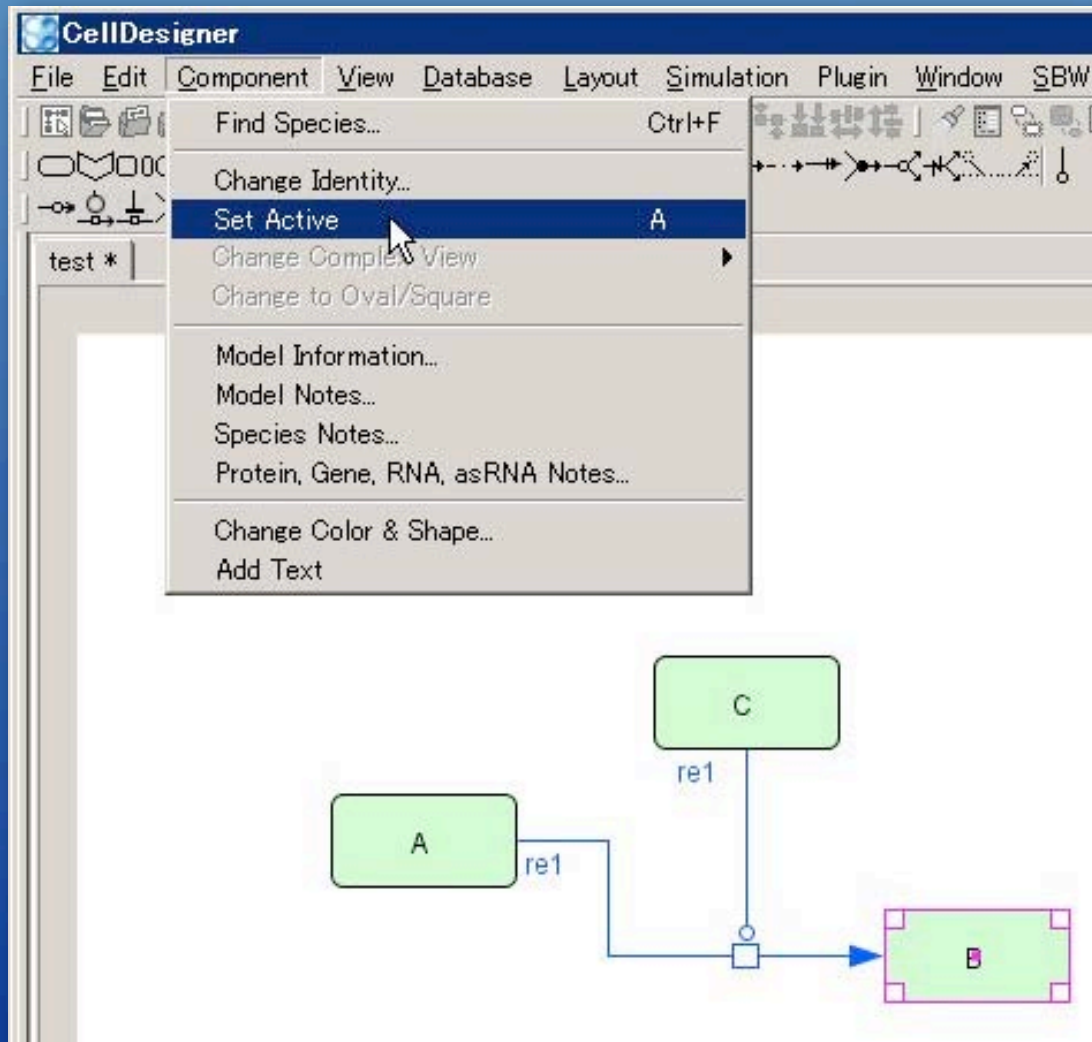 CellDesigner
File Edit Component View Database Layout Simulation Plugin Window SBW
Find Species... Ctrl+F
Change Identity...
Set Active A
Change Complex View
Change to Oval/Square
test *
Model Information...
Model Notes...
Species Notes...
Protein, Gene, RNA, asRNA Notes...
Change Color & Shape...
Add Text
C
re1
A
re1
B